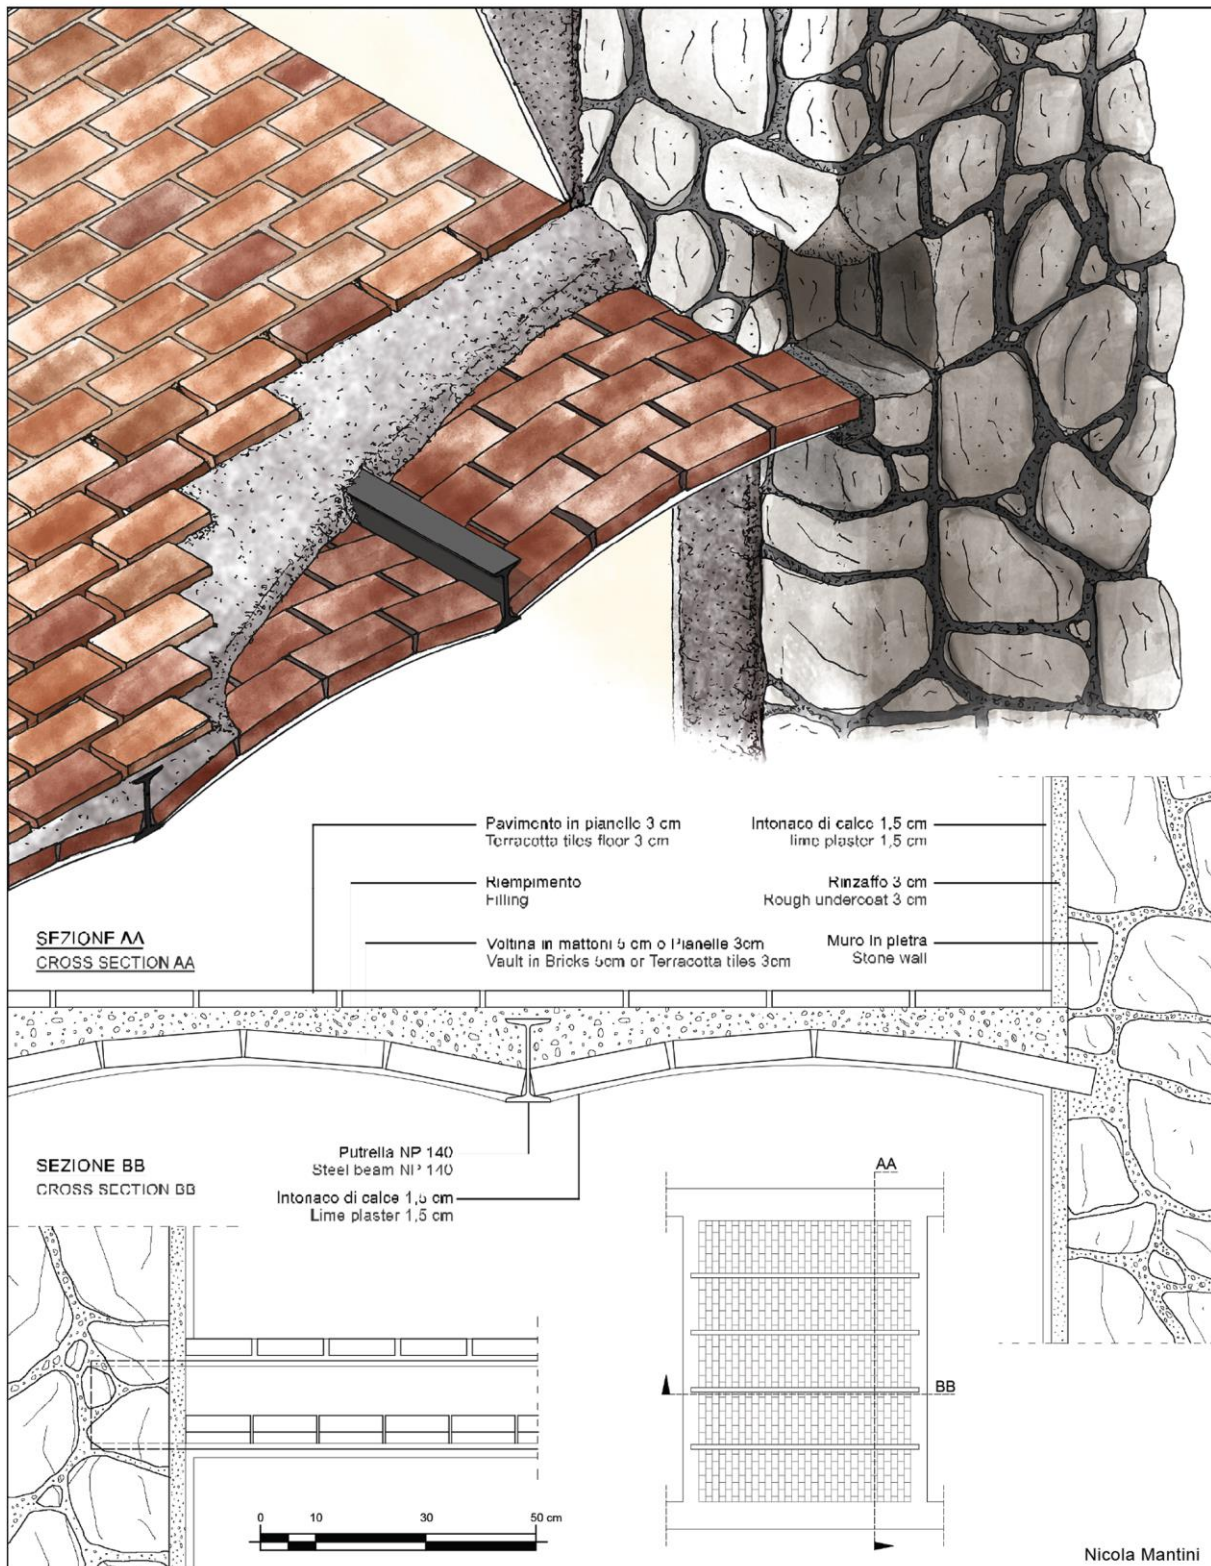 Pavimento in pianelle 3 cm
Terracotta tiles floor 3 cm
Intonaco di calce 1,5 cm
lime plaster 1,5 cm
Riempimento
Filling
Rinzaffo 3 cm
Rough undercoat 3 cm
SEZIONE AA
CROSS SECTION AA
Voltina in mattoni 5 cm o Pianelle 3cm
Vault in Bricks 5cm or Terracotta tiles 3cm
Muro in pietra
Stone wall
SEZIONE BB
CROSS SECTION BB
Putrella NP 140
Steel beam NP 140
Intonaco di calce 1,5 cm
Lime plaster 1,5 cm
AA
BB
0 10 30 50 cm
Nicola Mantini